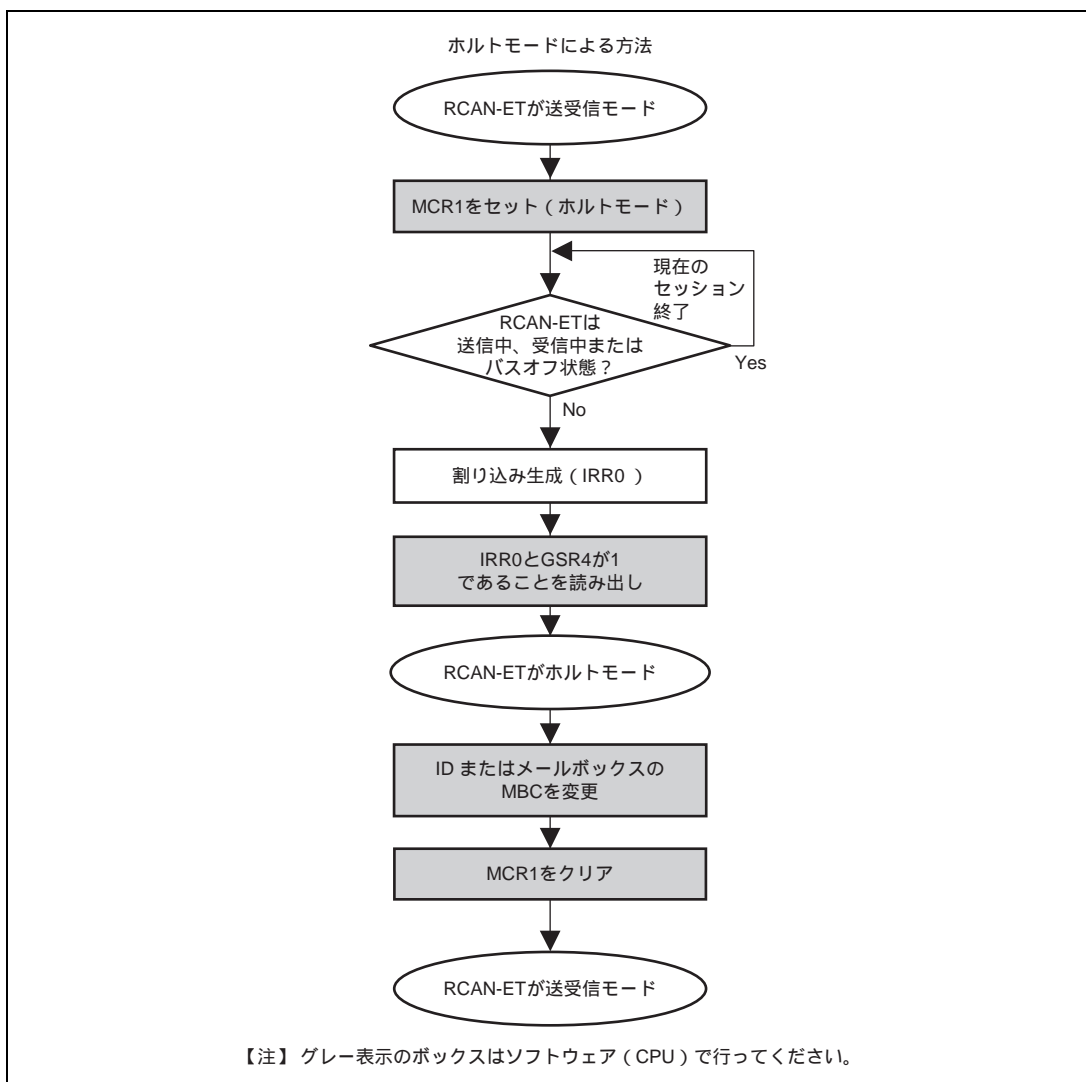 ホルトモードによる方法
RCAN-ETが送受信モード
MCR1をセット（ホルトモード）
現在の
セッション
終了
RCAN-ETは
送信中、受信中または
バスオフ状態？
Yes
No
割り込み生成（IRR0 ）
IRR0とGSR4が1
であることを読み出し
RCAN-ETがホルトモード
ID またはメールボックスの
MBCを変更
MCR1をクリア
RCAN-ETが送受信モード
【注】 グレー表示のボックスはソフトウェア（CPU）で行ってください。